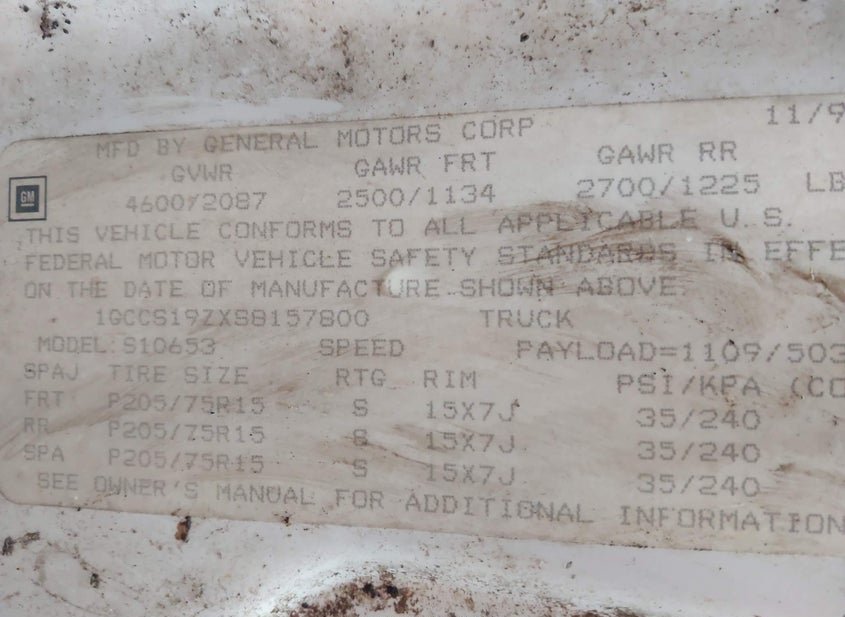 MFD BY GENERAL MOTORS CORP 11/9
GVWR GAWR FRT GAWR RR
GM 4600/2087 2500/1134 2700/1225 LB
THIS VEHICLE CONFORMS TO ALL APPLICABLE U.S.
FEDERAL MOTOR VEHICLE SAFETY STANDARDS IN EFFE
ON THE DATE OF MANUFACTURE SHOWN ABOVE.
1GCCS19ZXS8157800 TRUCK
MODEL:S10653 SPEED PAYLOAD=1109/503
SPAJ TIRE SIZE RTG RIM PSI/KPA (CO
FRT P205/75R15 S 15X7J 35/240
RR P205/75R15 S 15X7J 35/240
SPA P205/75R15 S 15X7J 35/240
SEE OWNER'S MANUAL FOR ADDITIONAL INFORMATION